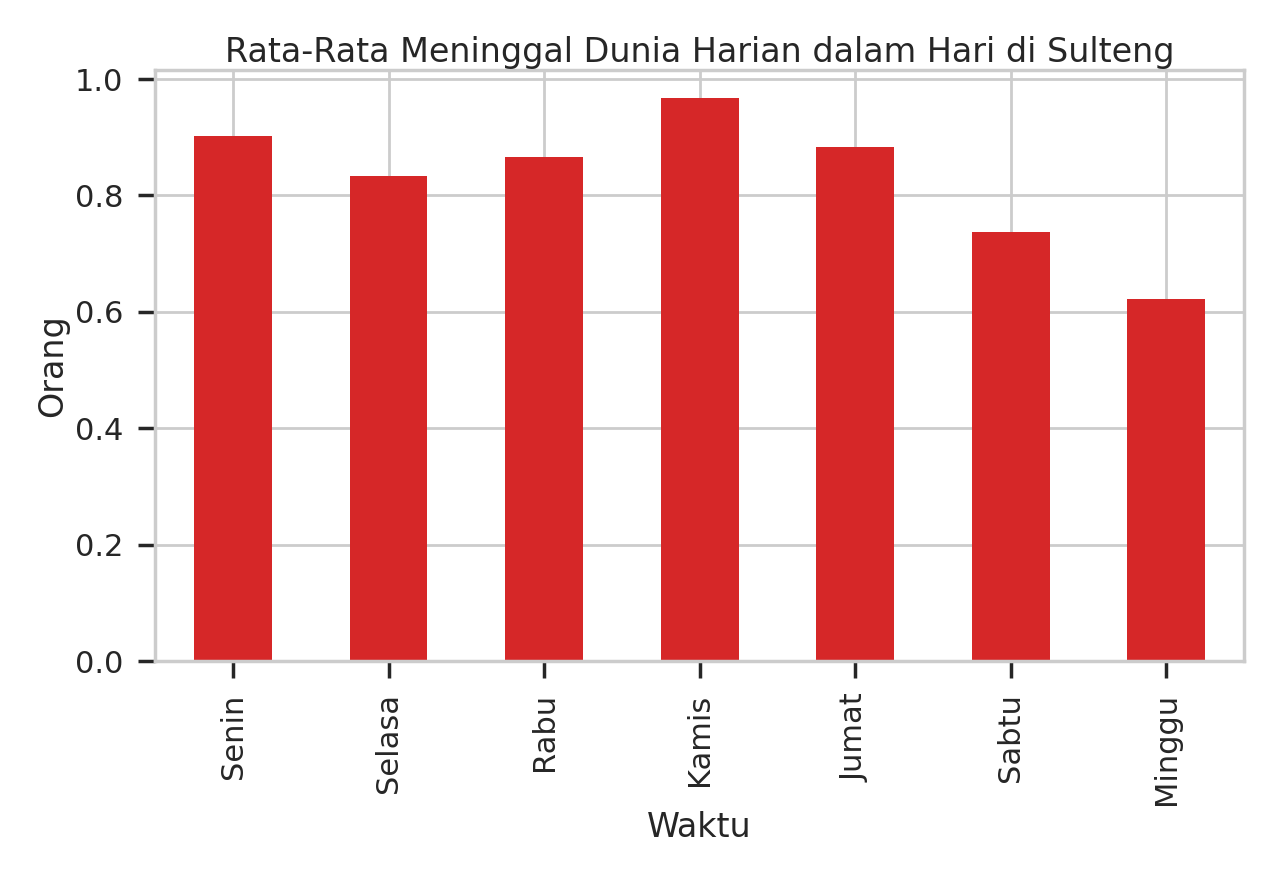 Rata-Rata Meninggal Dunia Harian dalam Hari di Sulteng
1.0
0.8
0.6
0.4
0.2
0.0
Orang
Senin
Selasa
Rabu
Kamis
Jumat
Sabtu
Minggu
Waktu